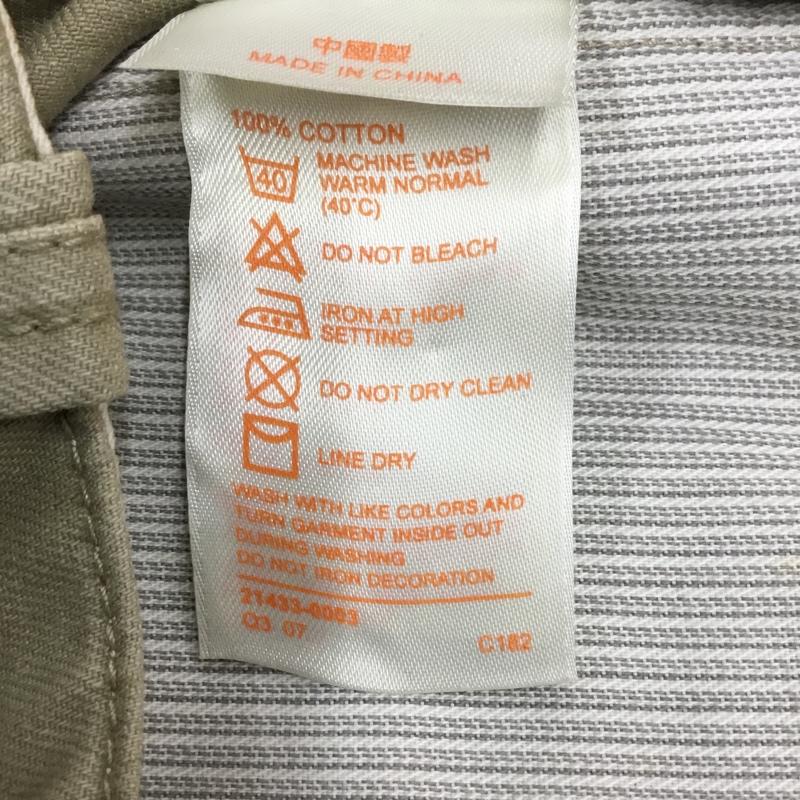 中國製
MADE IN CHINA
100% COTTON
40
MACHINE WASH
WARM NORMAL
(40°C)
DO NOT BLEACH
IRON AT HIGH
SETTING
DO NOT DRY CLEAN
LINE DRY
WASH WITH LIKE COLORS AND
TURN GARMENT INSIDE OUT
DURING WASHING
DO NOT IRON DECORATION
21433-0003
Q3 07
C182